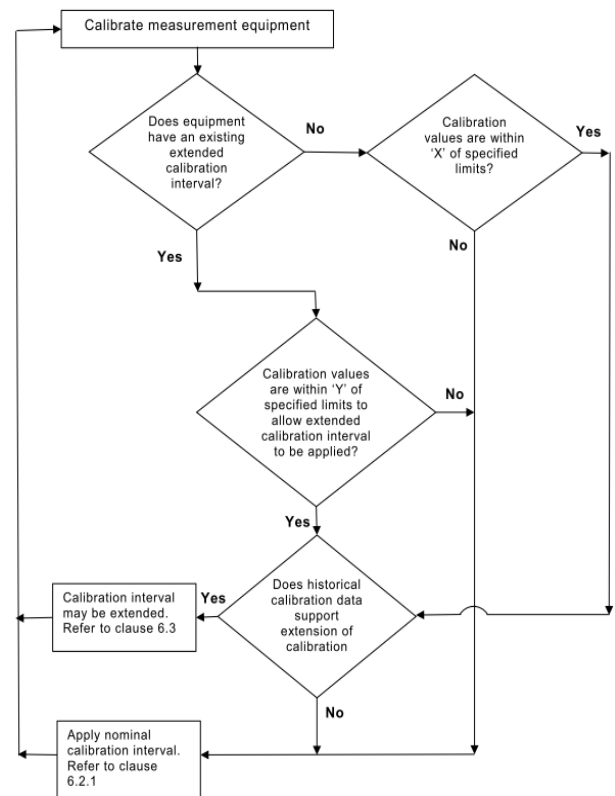 Calibrate measurement equipment
Does equipment
have an existing
extended
calibration
interval?
No
Calibration
values are within
‘X’ of specified
limits?
Yes
Yes
No
Calibration values
are within ‘Y’ of
specified limits to
allow extended
calibration interval
to be applied?
No
Yes
Does historical
calibration data
support
extension of
calibration
Yes
Calibration interval
may be extended.
Refer to clause 6.3
No
Apply nominal
calibration interval.
Refer to clause
6.2.1